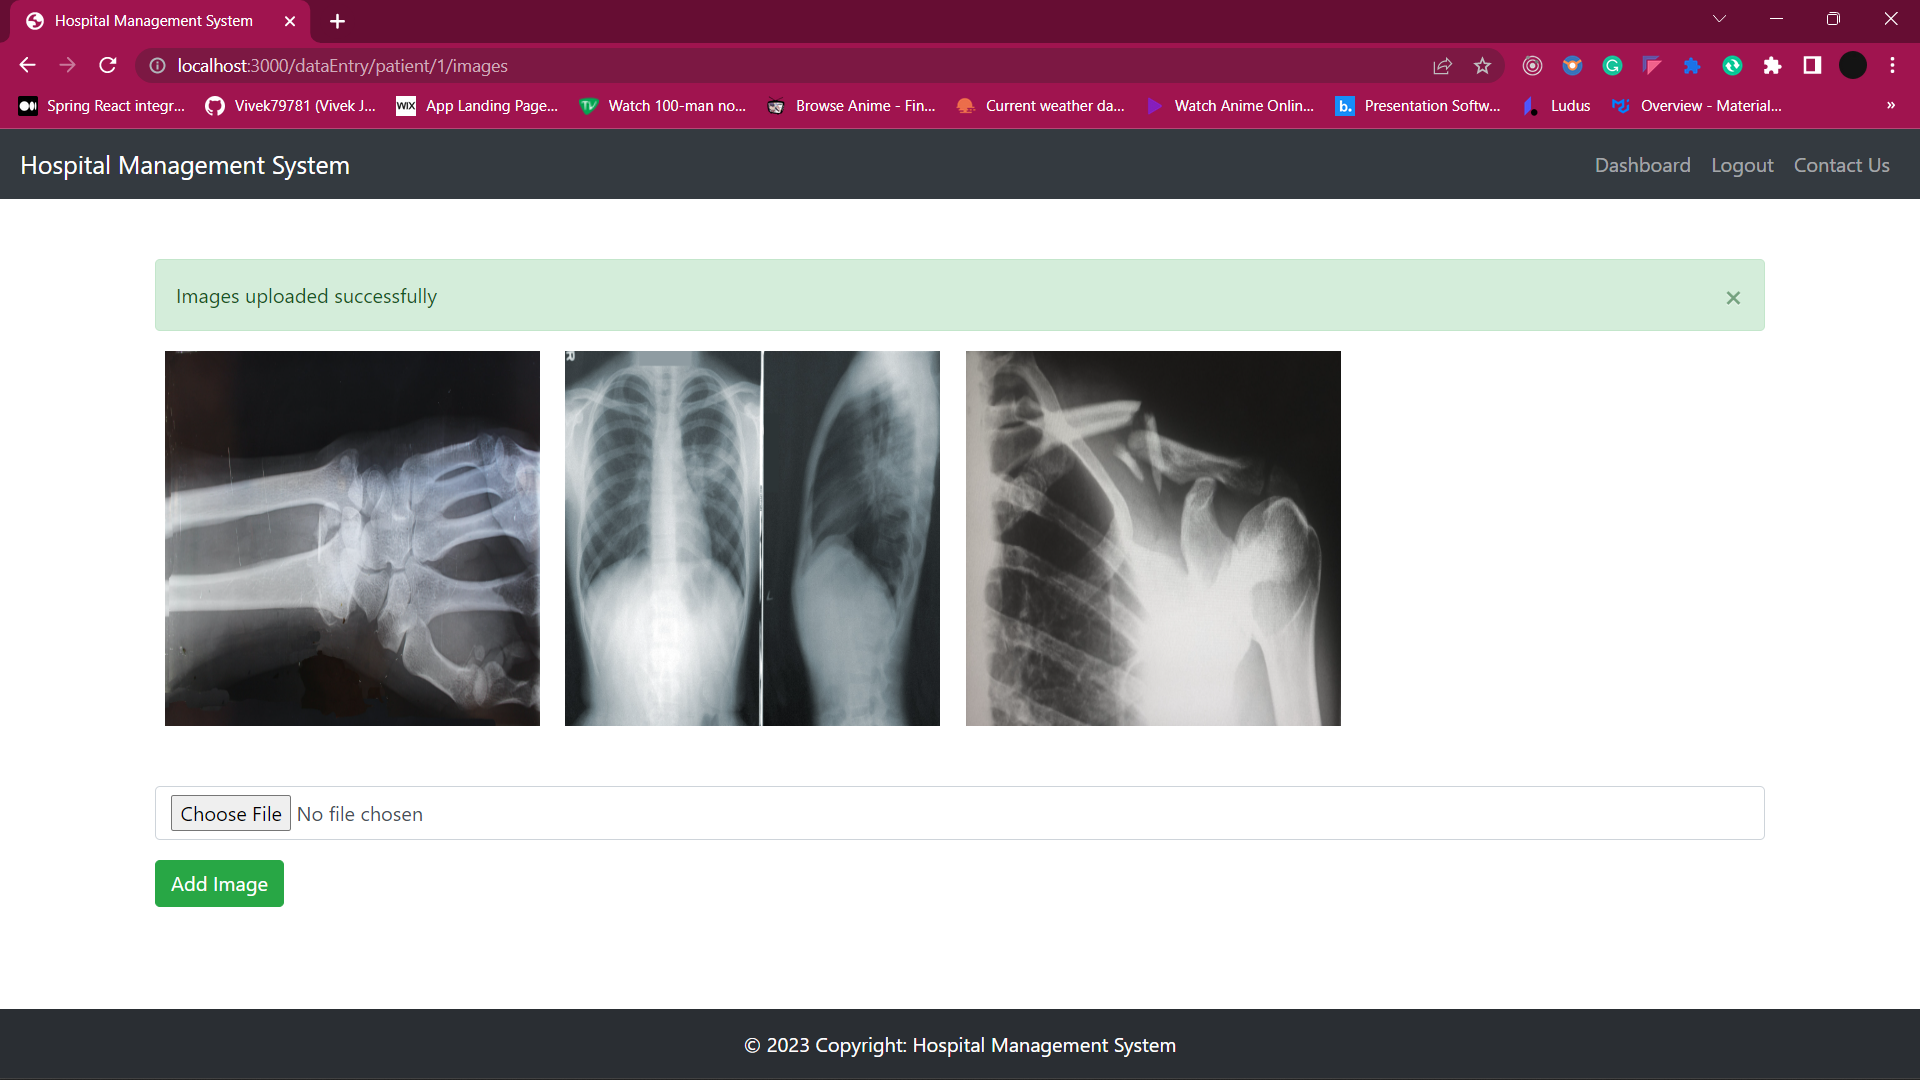 Hospital Management System
localhost:3000/dataEntry/patient/1/images
Spring React integr...
Vivek79781 (Vivek J...
WIX
App Landing Page...
TV
Watch 100-man no...
Browse Anime - Fin...
Current weather da...
Watch Anime Onlin...
b.
Presentation Softw...
Ludus
Overview - Material...
»
Hospital Management System
Dashboard
Logout
Contact Us
Images uploaded successfully
×
R
Choose File No file chosen
Add Image
© 2023 Copyright: Hospital Management System